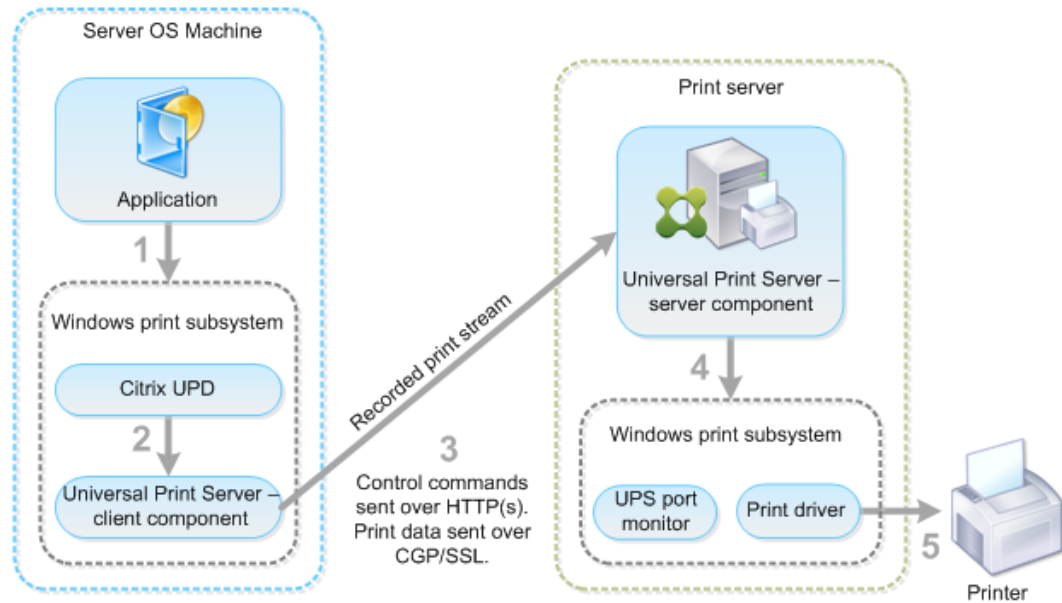 Server OS Machine
Application
1
Windows print subsystem
Citrix UPD
2
Universal Print Server –
client component
Recorded print stream
3
Control commands
sent over HTTP(s).
Print data sent over
CGP/SSL.
Print server
Universal Print Server –
server component
4
Windows print subsystem
UPS port
monitor
Print driver
5
Printer